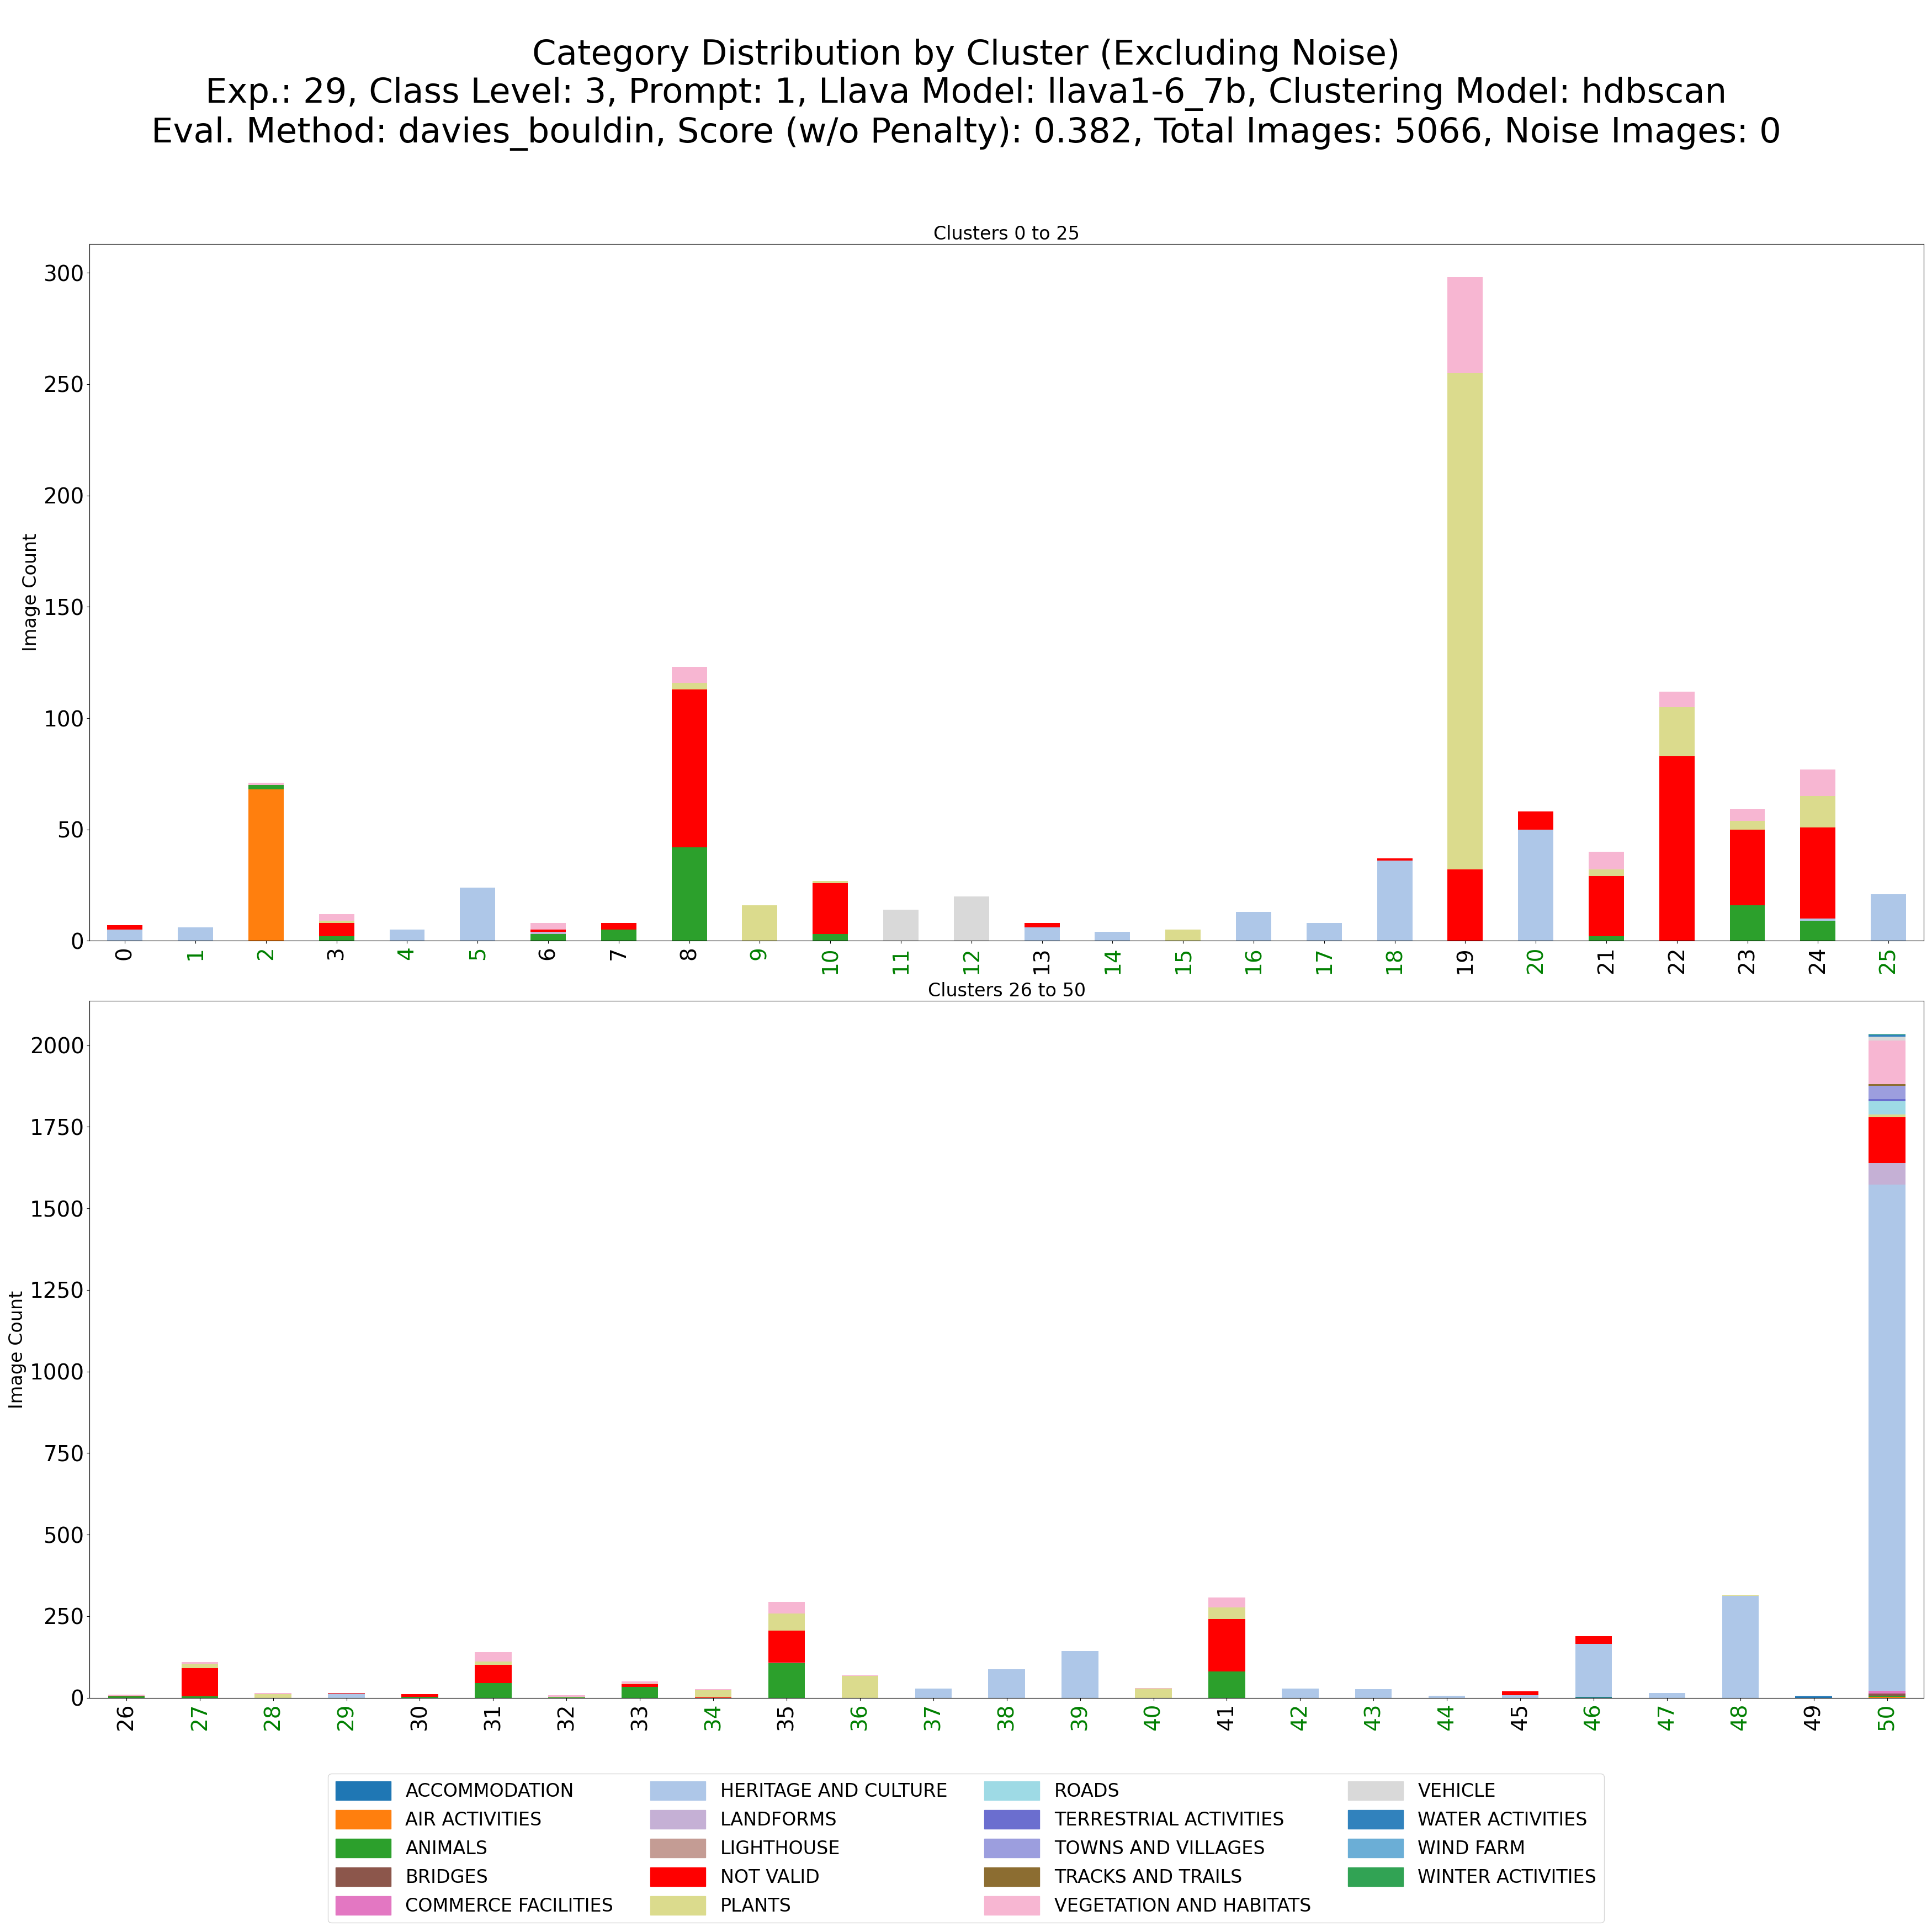 Category Distribution by Cluster (Excluding Noise)
Exp.: 29, Class Level: 3, Prompt: 1, Llava Model: llava1-6_7b, Clustering Model: hdbscan
Eval. Method: davies_bouldin, Score (w/o Penalty): 0.382, Total Images: 5066, Noise Images: 0
Clusters 0 to 25
Image Count
300
250
200
150
100
50
0
0 1 2 3 4 5 6 7 8 9 10 11 12 13 14 15 16 17 18 19 20 21 22 23 24 25
Clusters 26 to 50
Image Count
2000
1750
1500
1250
1000
750
500
250
0
26 27 28 29 30 31 32 33 34 35 36 37 38 39 40 41 42 43 44 45 46 47 48 49 50
ACCOMMODATION
AIR ACTIVITIES
ANIMALS
BRIDGES
COMMERCE FACILITIES
HERITAGE AND CULTURE
LANDFORMS
LIGHTHOUSE
NOT VALID
PLANTS
ROADS
TERRESTRIAL ACTIVITIES
TOWNS AND VILLAGES
TRACKS AND TRAILS
VEGETATION AND HABITATS
VEHICLE
WATER ACTIVITIES
WIND FARM
WINTER ACTIVITIES